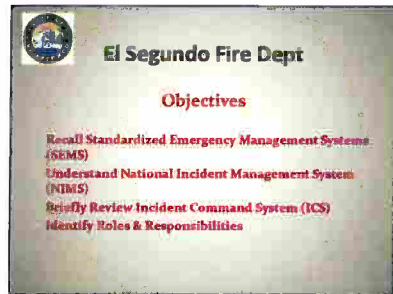 El Segundo Fire Dept
Objectives
Recall Standardized Emergency Management Systems
(SEMS)
Understand National Incident Management System
(NIMS)
Briefly Review Incident Command System (ICS)
Identify Roles & Responsibilities